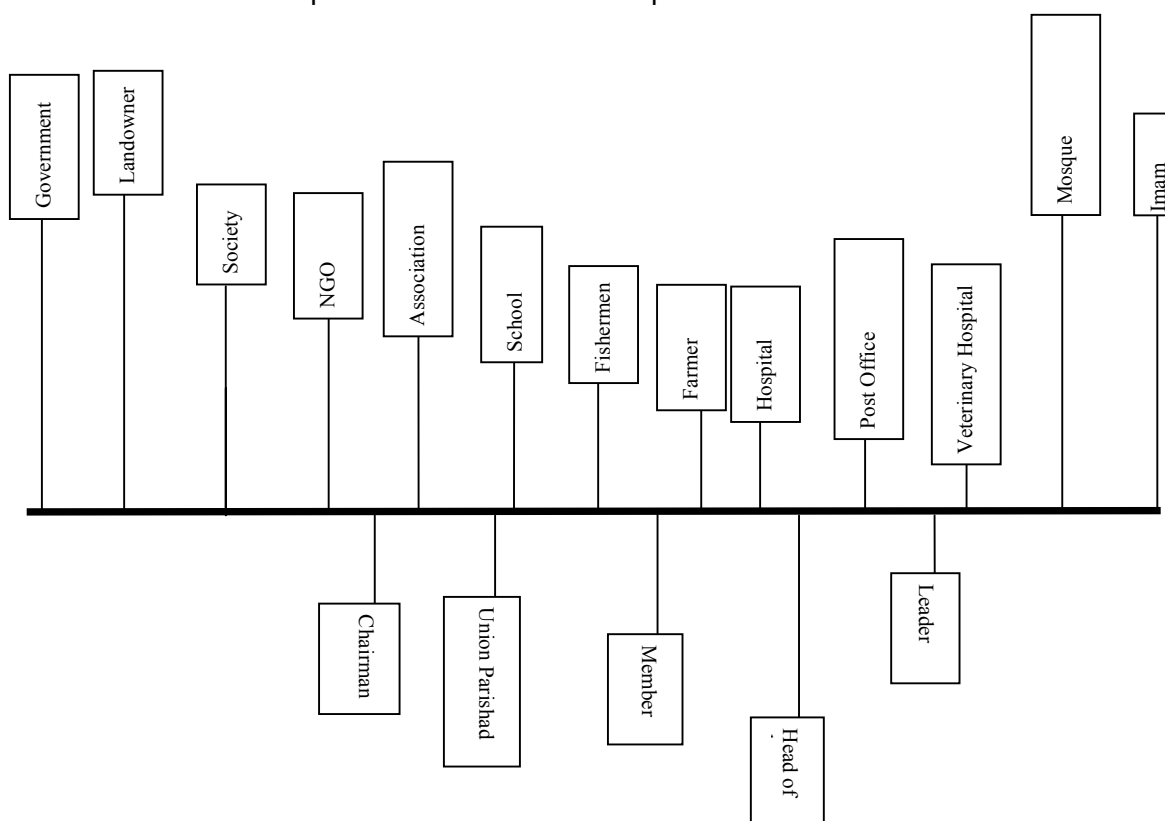 Government
Landowner
Society
NGO
Association
School
Fishermen
Farmer
Hospital
Post Office
Veterinary Hospital
Mosque
Imam
Chairman
Union Parishad
Member
Head of
Leader